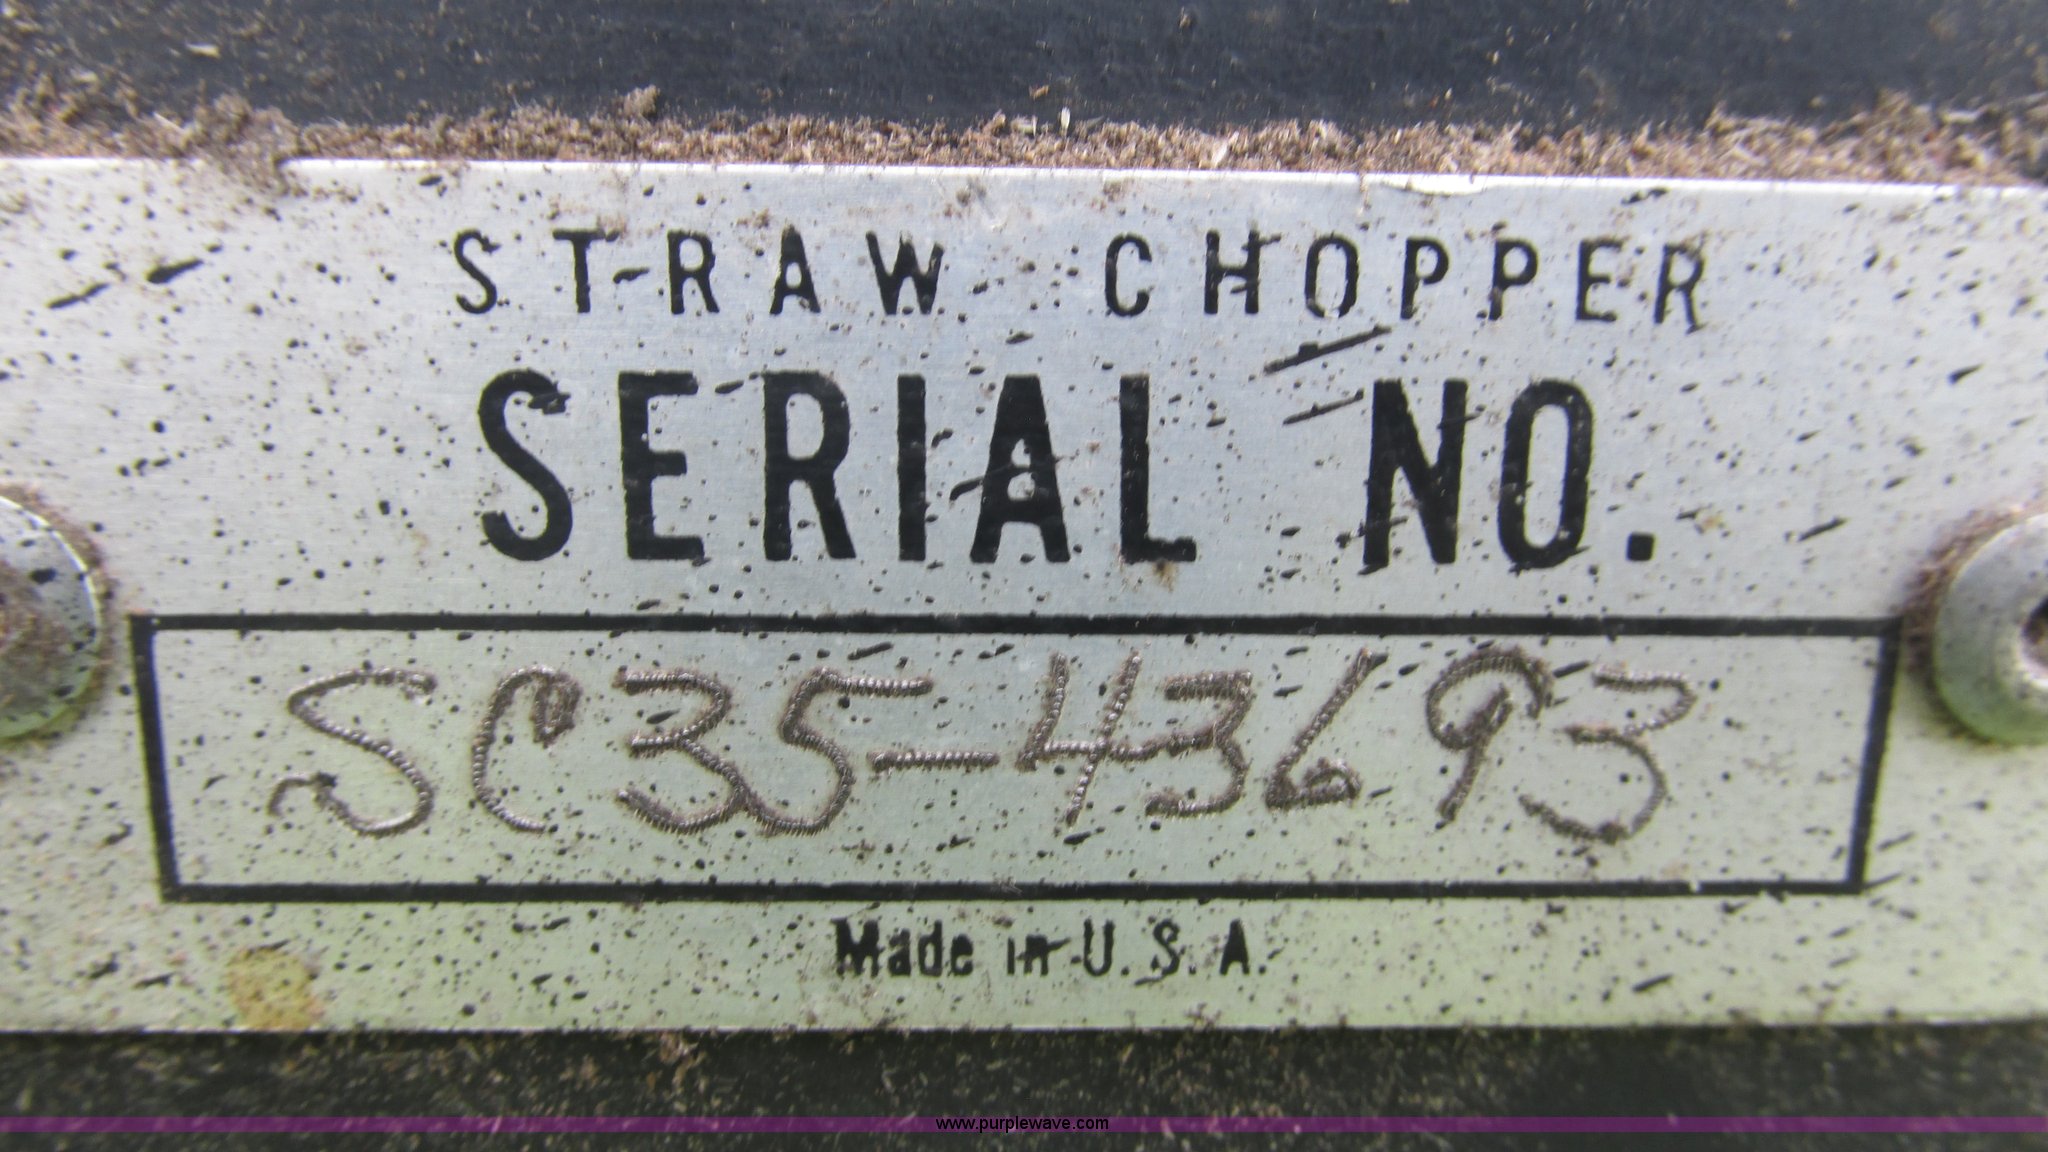 STRAW CHOPPER
SERIAL NO.
SC35-43693
Made in U.S.A.
www.purplewave.com